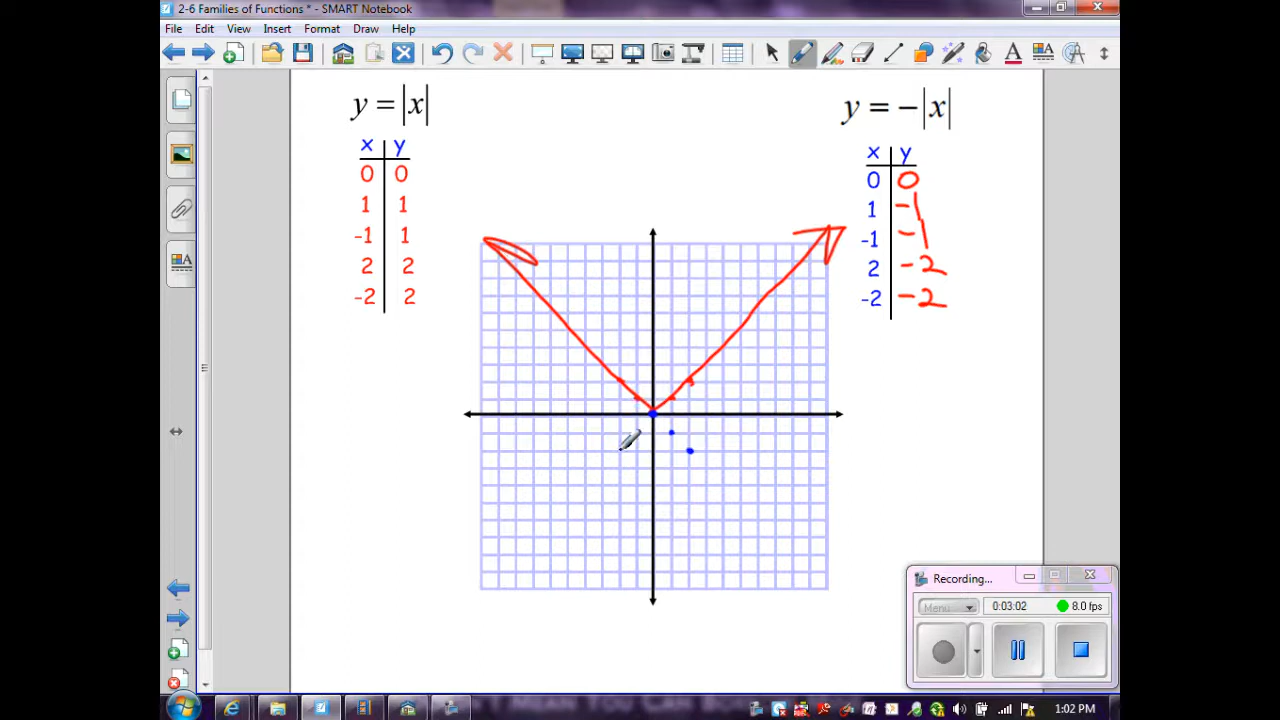 2-6 Families of Functions * - SMART Notebook
File Edit View Insert Format Draw Help
y = |x|
x y
0 0
1 1
-1 1
2 2
-2 2
y = -|x|
x y
0 0
1 -1
-1 -1
2 -2
-2 -2
Recording...
Menu 0:03:02 8.0 fps
1:02 PM